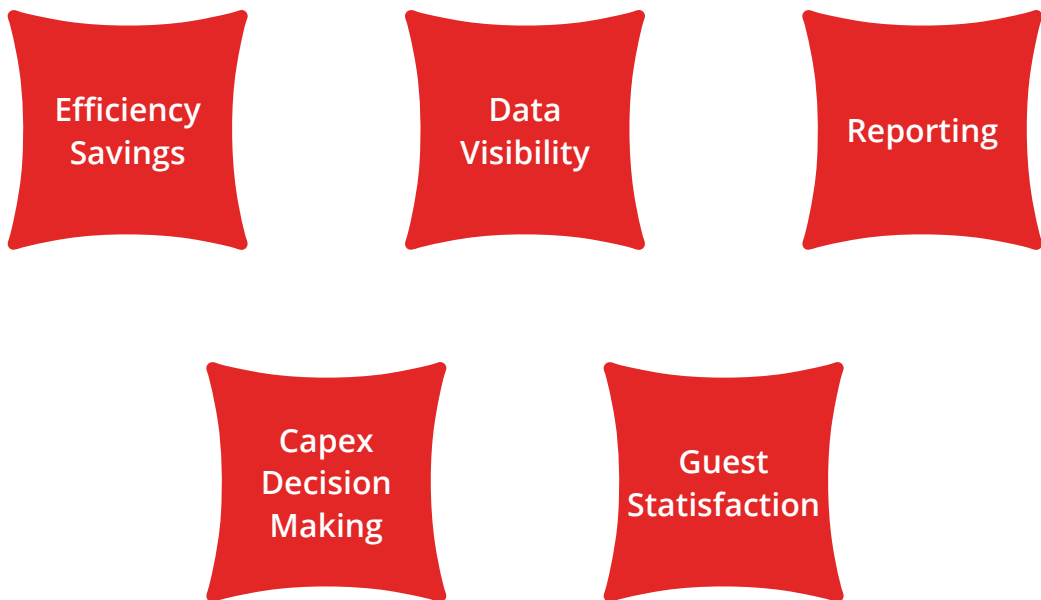 Efficiency
Savings
Data
Visibility
Reporting
Capex
Decision
Making
Guest
Statisfaction